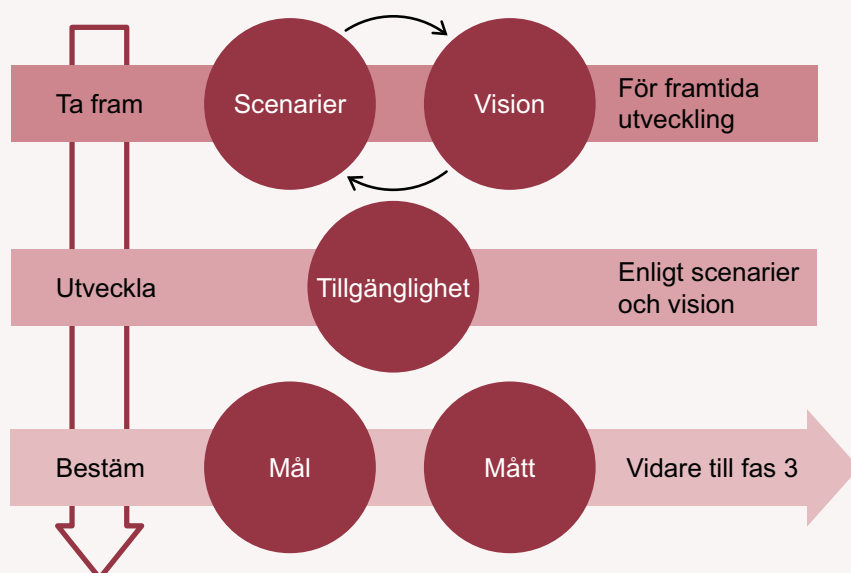 Ta fram
Scenarier
Vision
För framtida
utveckling
Utveckla
Tillgänglighet
Enligt scenarier
och vision
Bestäm
Mål
Mått
Vidare till fas 3